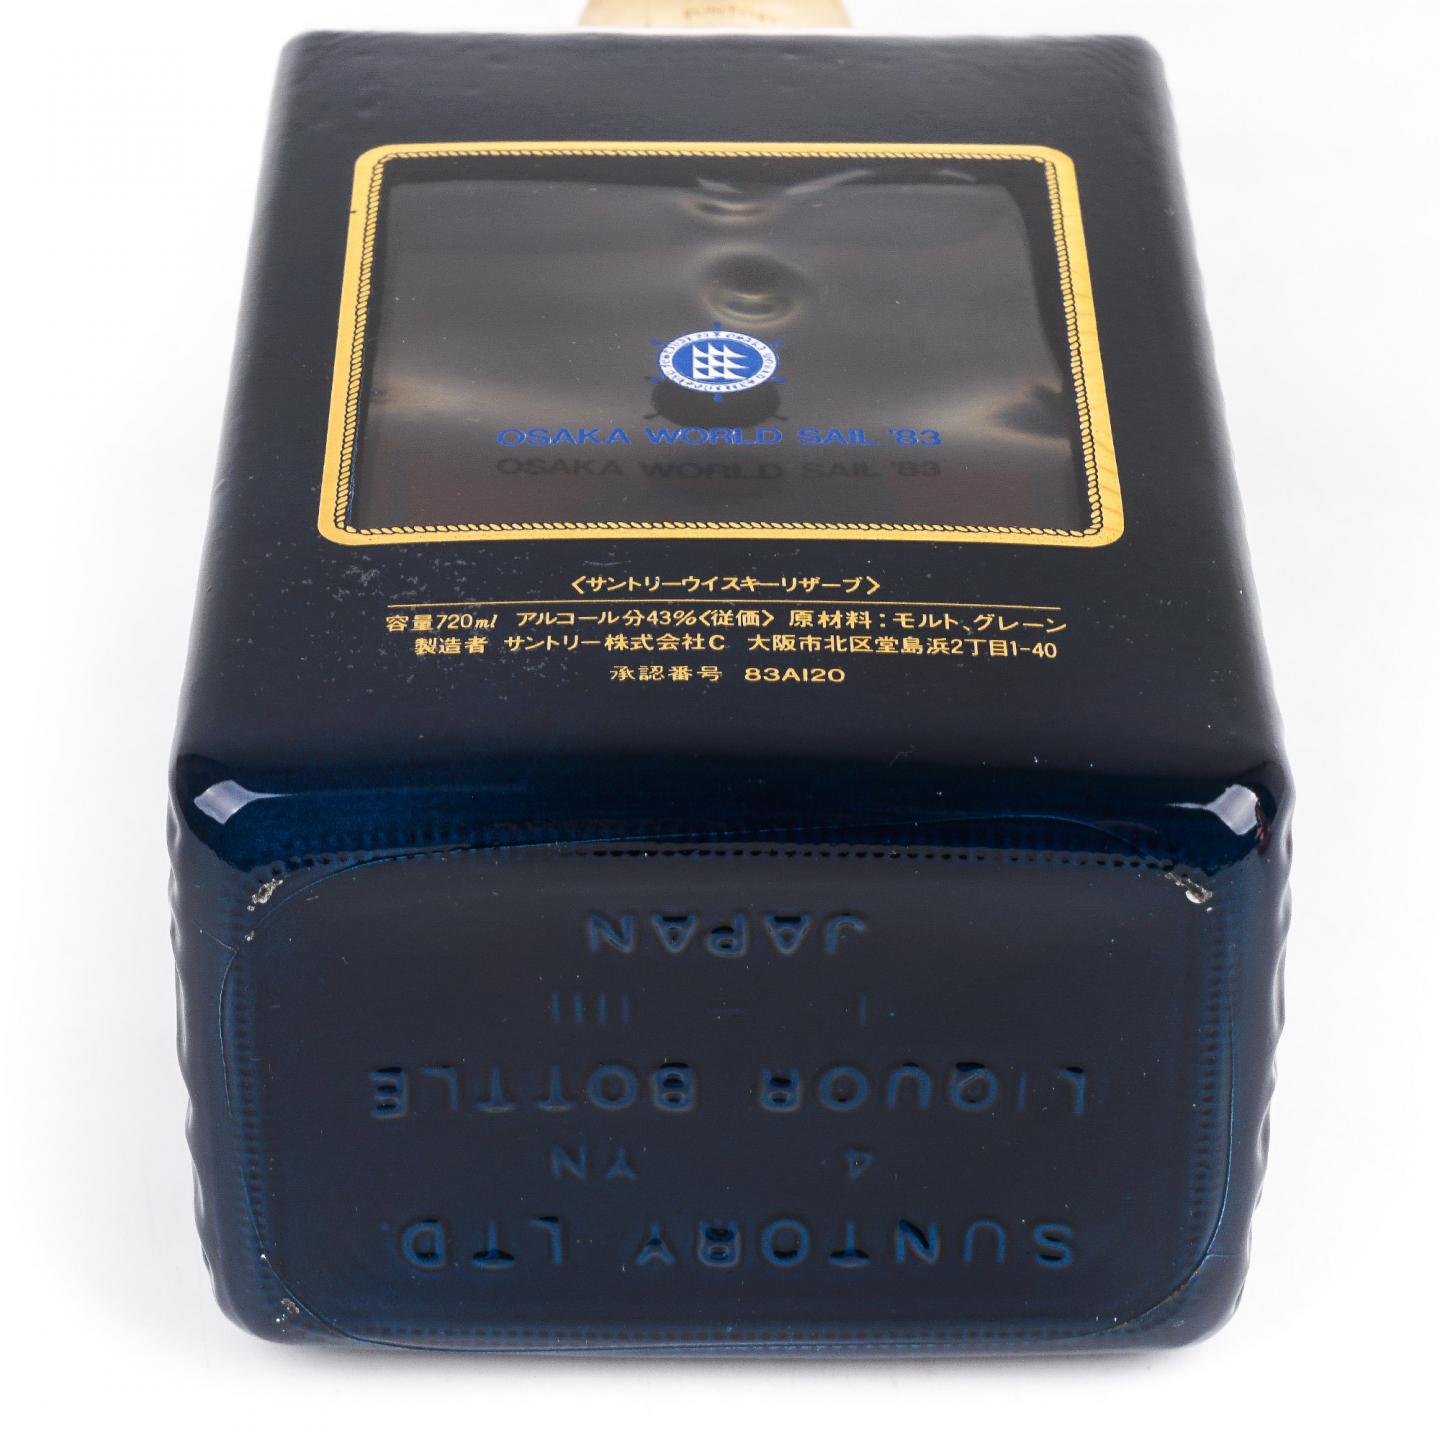 OSAKA WORLD SAIL '83
〈サントリーウイスキーリザーブ〉
容量720ml アルコール分43%〈従価〉 原材料：モルト、グレーン
製造者 サントリー株式会社C 大阪市北区堂島浜2丁目1-40
承認番号 83A120
SUNTORY LTD.
4 YN
LIQUOR BOTTLE
JAPAN